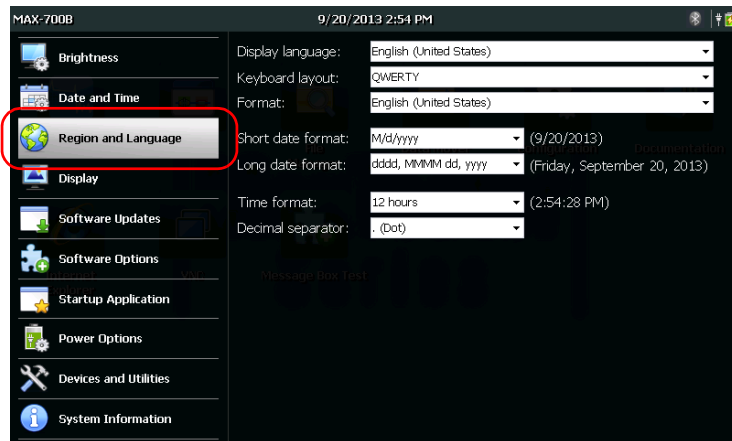 MAX-700B 9/20/2013 2:54 PM
Brightness
Date and Time
Region and Language
Display
Software Updates
Software Options
Startup Application
Power Options
Devices and Utilities
System Information
Display language: English (United States)
Keyboard layout: QWERTY
Format: English (United States)
Short date format: M/d/yyyy (9/20/2013)
Long date format: dddd, MMMM dd, yyyy (Friday, September 20, 2013)
Time format: 12 hours (2:54:28 PM)
Decimal separator: . (Dot)
Documentation
Internet Explorer
Message Box Test